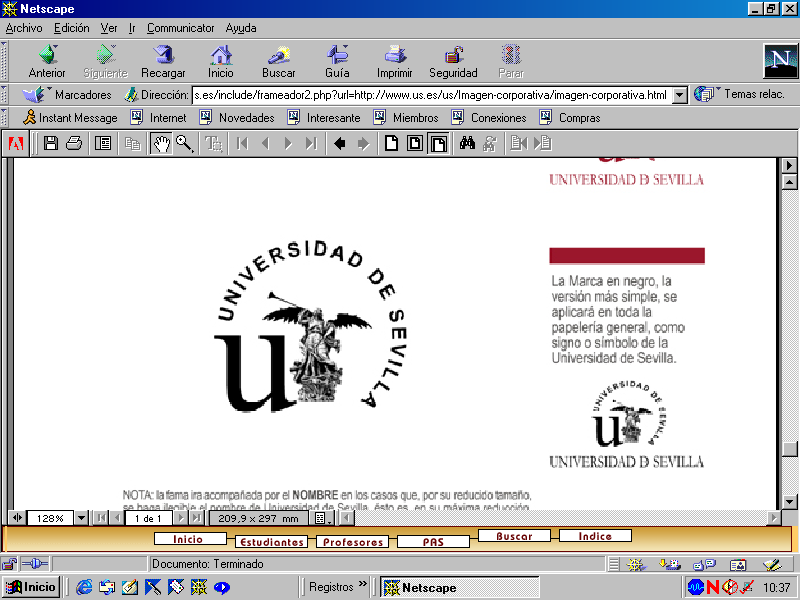 Netscape
Archivo Edición Ver Ir Communicator Ayuda
Anterior Siguiente Recargar Inicio Buscar Guía Imprimir Seguridad Parar
N
Marcadores Dirección: s.es/include/frameador2.php?url=http://www.us.es/us/Imagen-corporativa/imagen-corporativa.html Temas relac.
Instant Message Internet Novedades Interesante Miembros Conexiones Compras
UNIVERSIDAD DE SEVILLA
UNIVERSIDAD DE SEVILLA
u
La Marca en negro, la
versión más simple, se
aplicará en toda la
papelería general, como
signo o símbolo de la
Universidad de Sevilla.
UNIVERSIDAD DE SEVILLA
u
UNIVERSIDAD DE SEVILLA
NOTA: la fama ira acompañada por el NOMBRE en los casos que, por su reducido tamaño,
se haga ilegible el nombre de Universidad de Sevilla, ésto es, en su máxima reducción
128% 1 de 1 209,9 x 297 mm
Inicio Estudiantes Profesores PAS Buscar Indice
Documento: Terminado
Inicio Registros Netscape 10:37